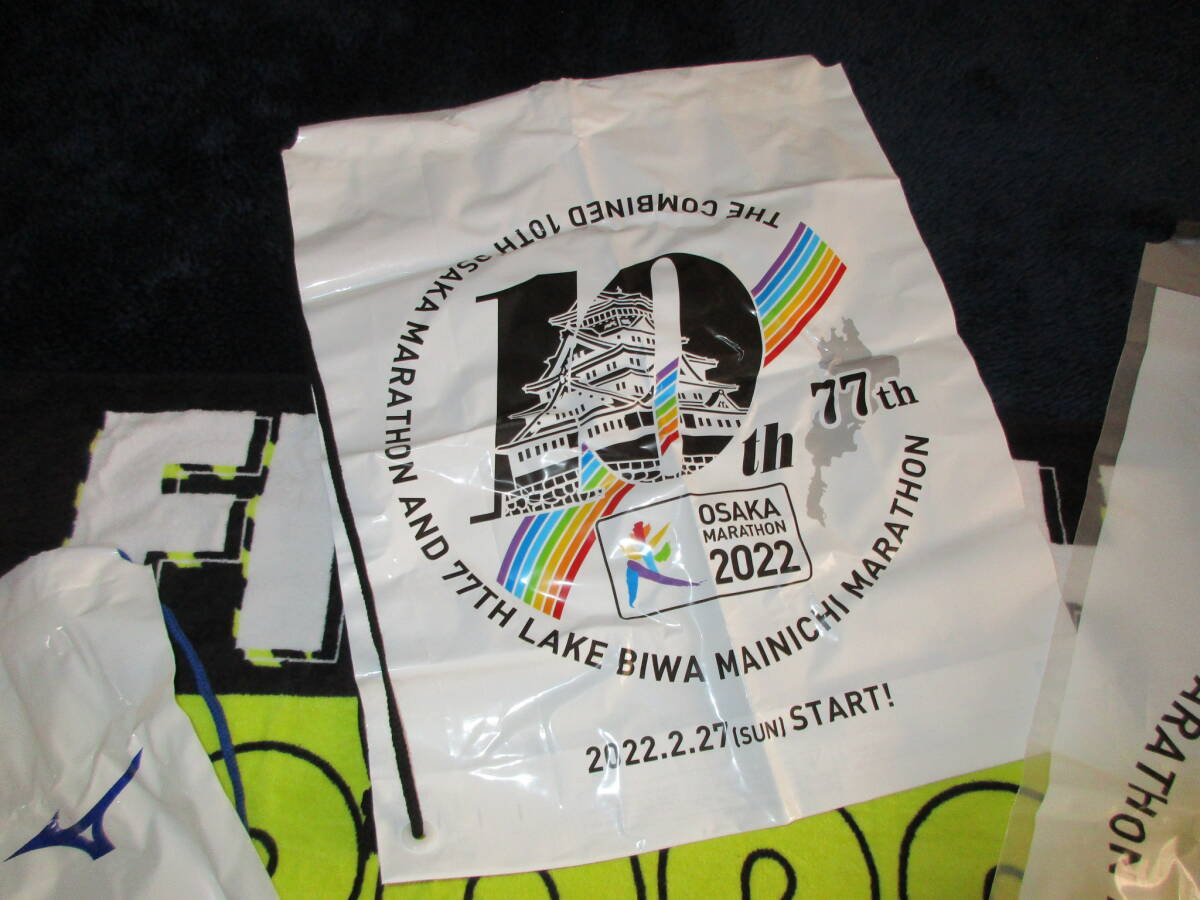 THE COMBINED 10TH OSAKA MARATHON AND 77TH LAKE BIWA MAINICHI MARATHON
10th
77th
OSAKA
MARATHON
2022
2022.2.27(SUN) START!
ARATHON